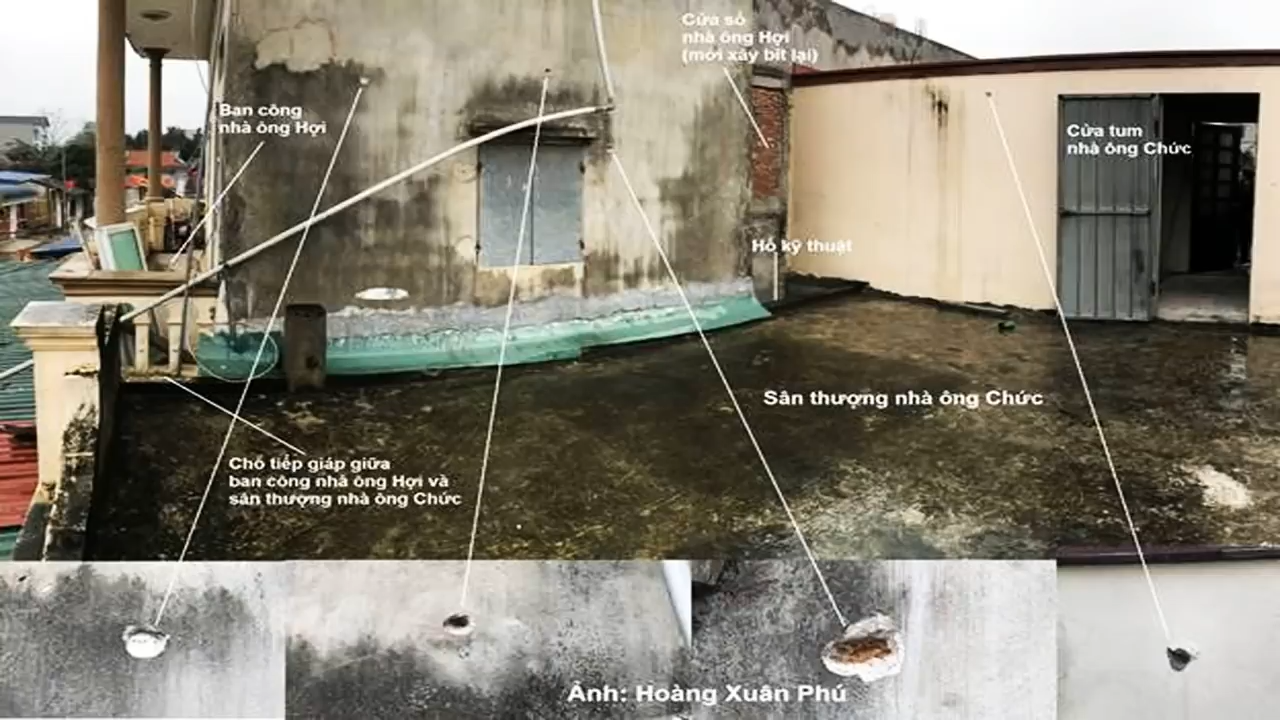 Cửa sổ
nhà ông Hợi
(mới xây bịt lại)
Ban công
nhà ông Hợi
Cửa tum
nhà ông Chức
Hố kỹ thuật
Sân thượng nhà ông Chức
Chỗ tiếp giáp giữa
ban công nhà ông Hợi và
sân thượng nhà ông Chức
Ảnh: Hoàng Xuân Phú